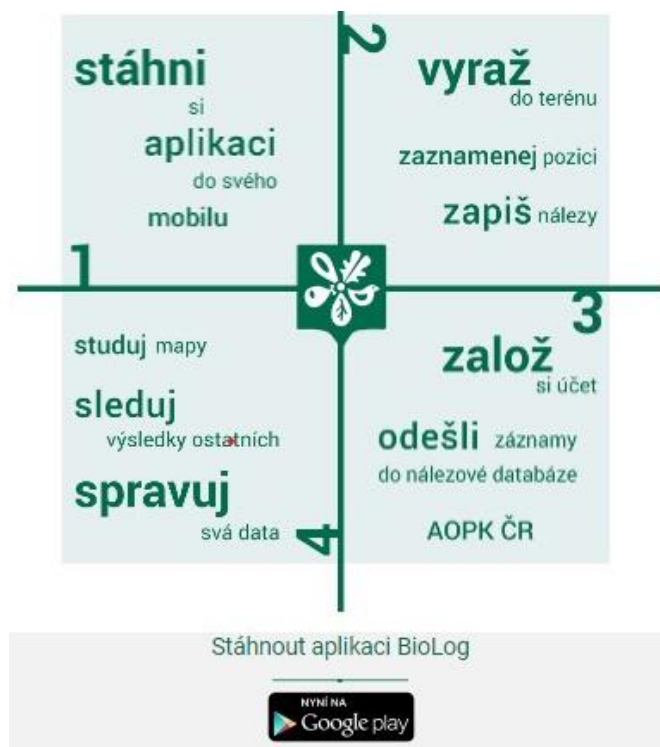 1
stáhni
si
aplikaci
do svého
mobilu
2
vyraž
do terénu
zaznamenej pozici
zapiš nálezy
3
založ
si účet
odešli záznamy
do nálezové databáze
AOPK ČR
4
studuj mapy
sleduj
výsledky ostatních
spravuj
svá data
Stáhnout aplikaci BioLog
NYNÍ NA
Google play